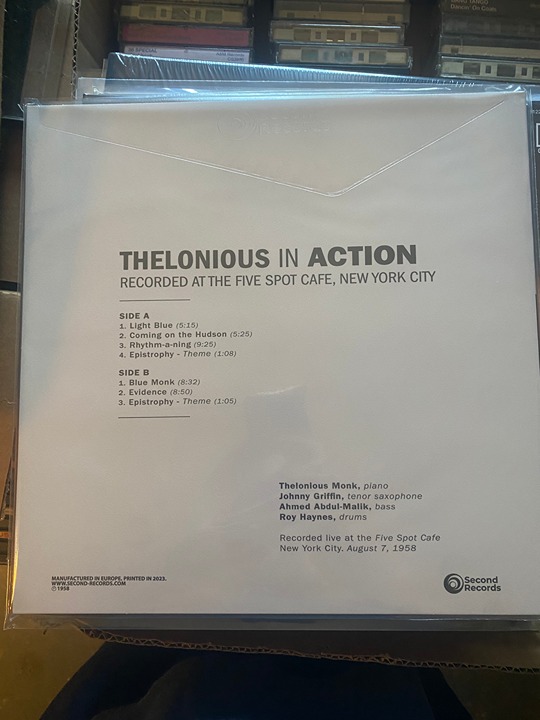 38 SPECIAL
THELONIOUS IN ACTION
RECORDED AT THE FIVE SPOT CAFE, NEW YORK CITY
SIDE A
1. Light Blue (5:15)
2. Coming on the Hudson (5:25)
3. Rhythm-a-ning (9:25)
4. Epistrophy - Theme (1:08)
SIDE B
1. Blue Monk (8:32)
2. Evidence (8:50)
3. Epistrophy - Theme (1:05)
Thelonious Monk, piano
Johnny Griffin, tenor saxophone
Ahmed Abdul-Malik, bass
Roy Haynes, drums
Recorded live at the Five Spot Cafe
New York City. August 7, 1958
MANUFACTURED IN EUROPE. PRINTED IN 2023.
WWW.SECOND-RECORDS.COM
℗ 1958
Second
Records